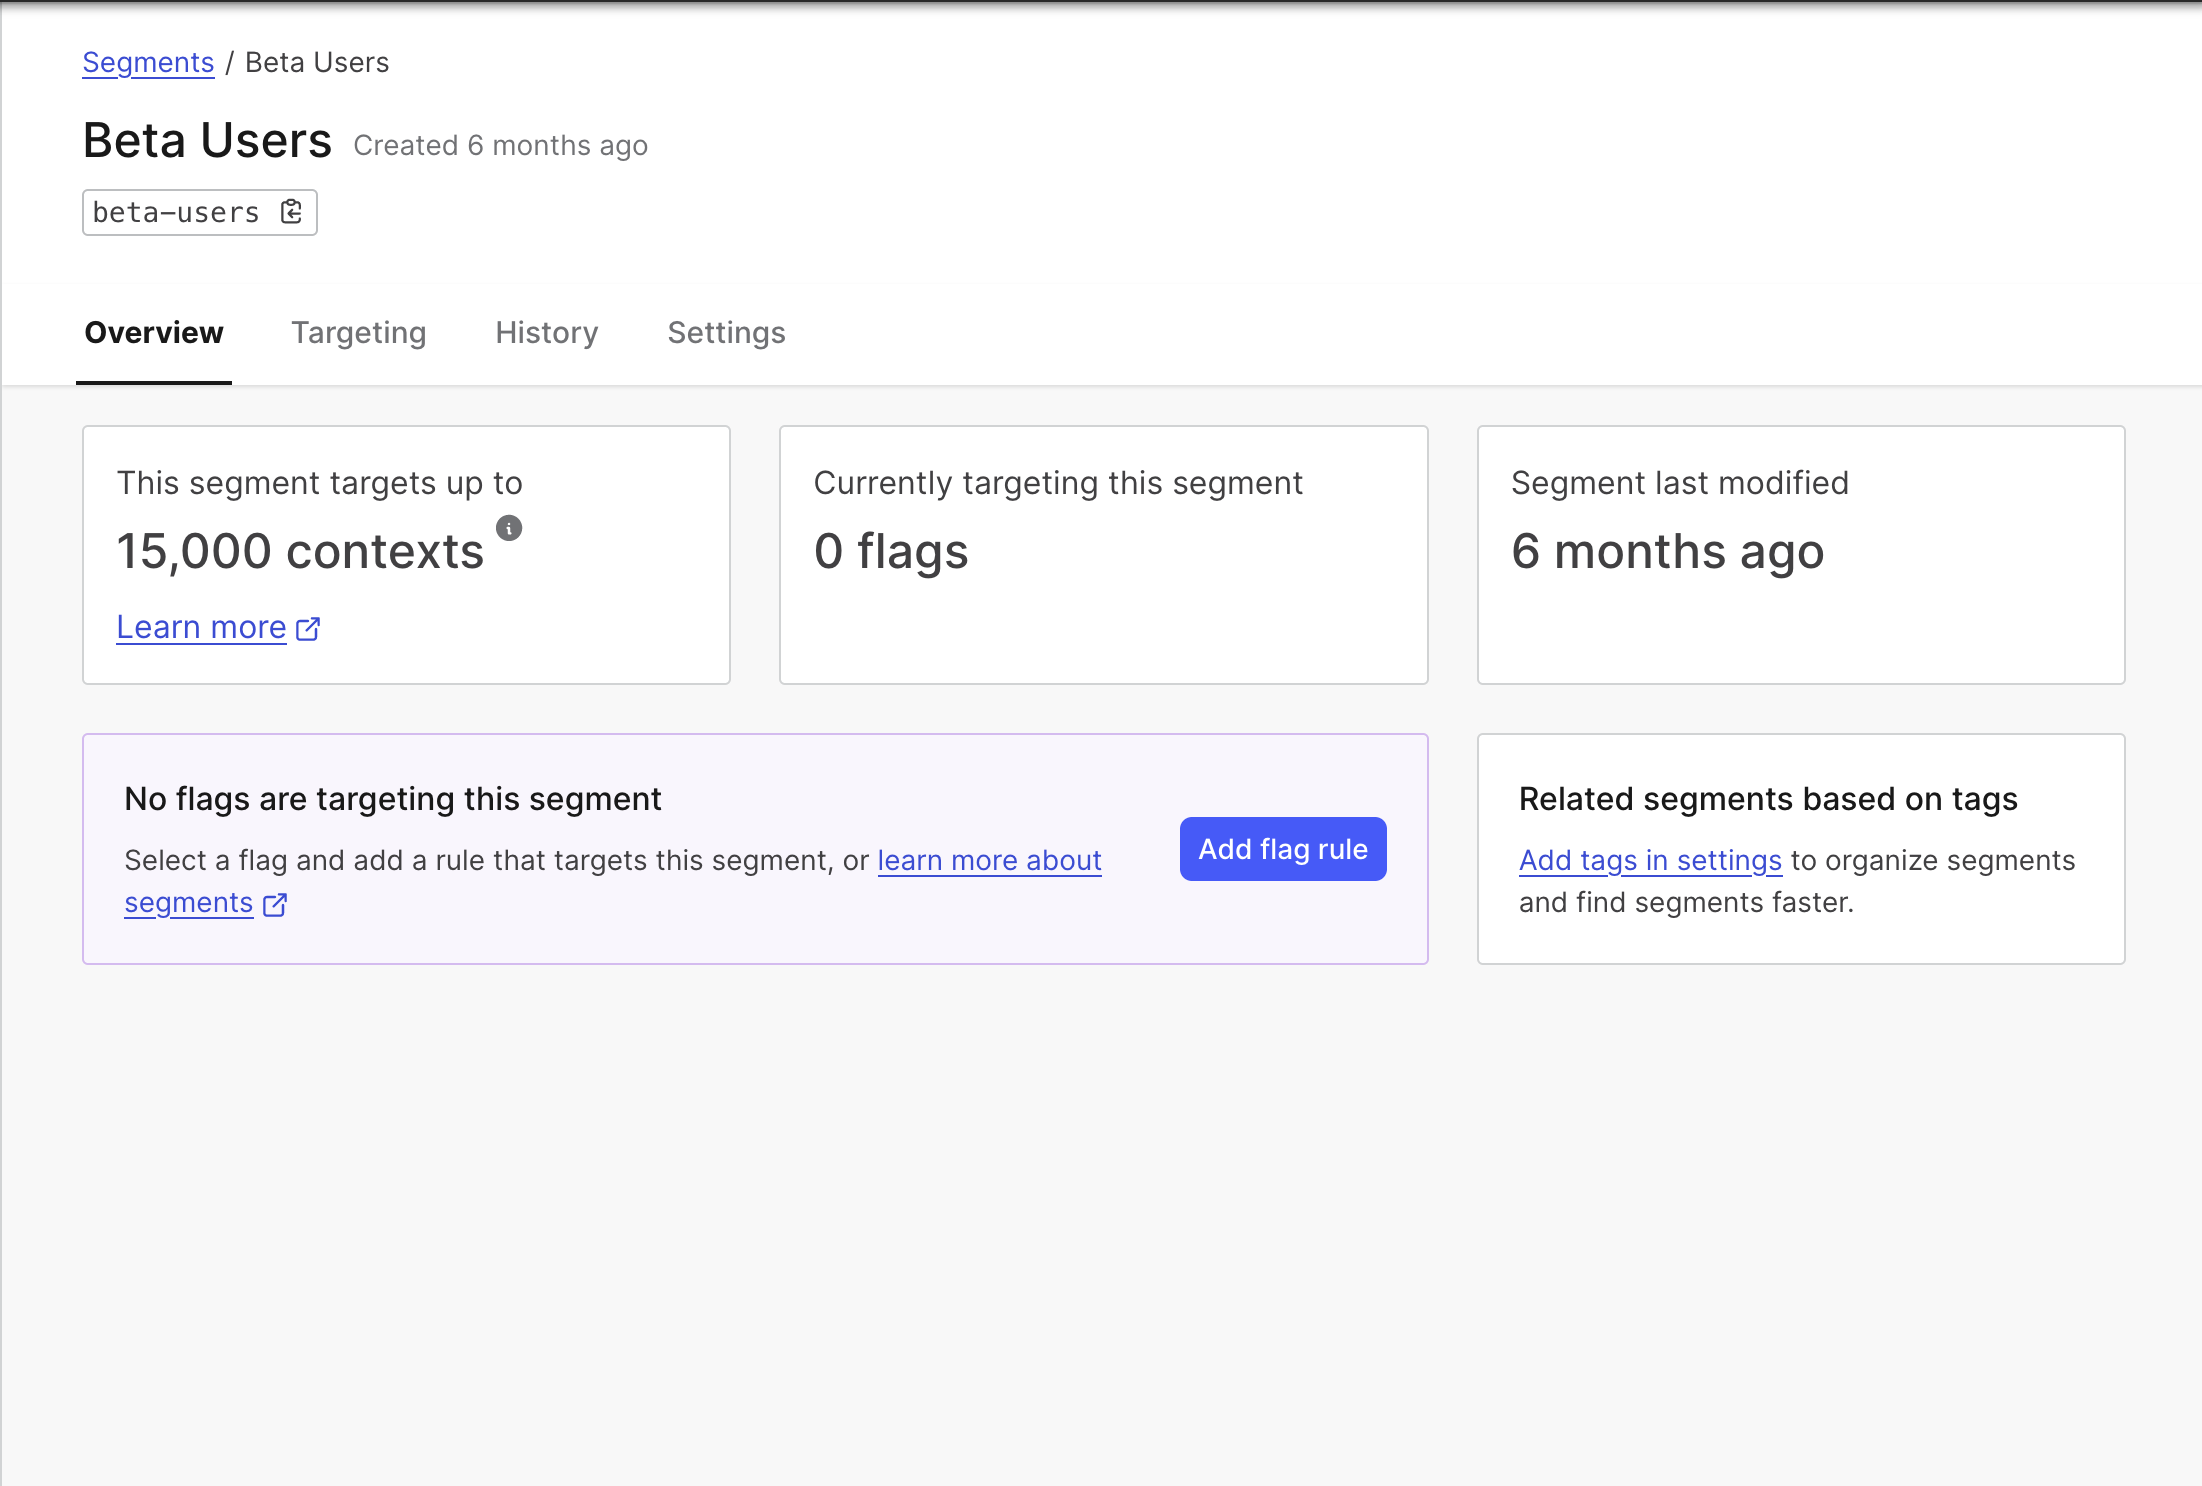 Segments / Beta Users
Beta Users Created 6 months ago
beta-users
Overview Targeting History Settings
This segment targets up to
15,000 contexts
Learn more
Currently targeting this segment
0 flags
Segment last modified
6 months ago
No flags are targeting this segment
Select a flag and add a rule that targets this segment, or learn more about
segments
Add flag rule
Related segments based on tags
Add tags in settings to organize segments
and find segments faster.